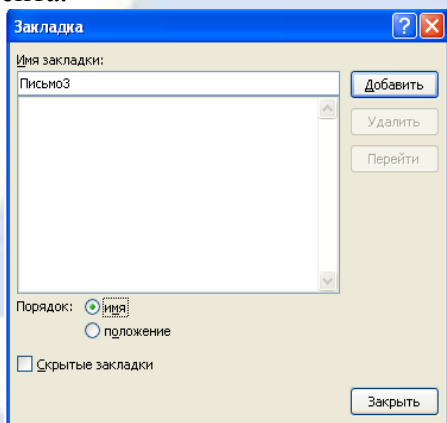 Закладка
Имя закладки:
Письмо3
Добавить
Удалить
Перейти
Порядок: имя
положение
Скрытые закладки
Закрыть